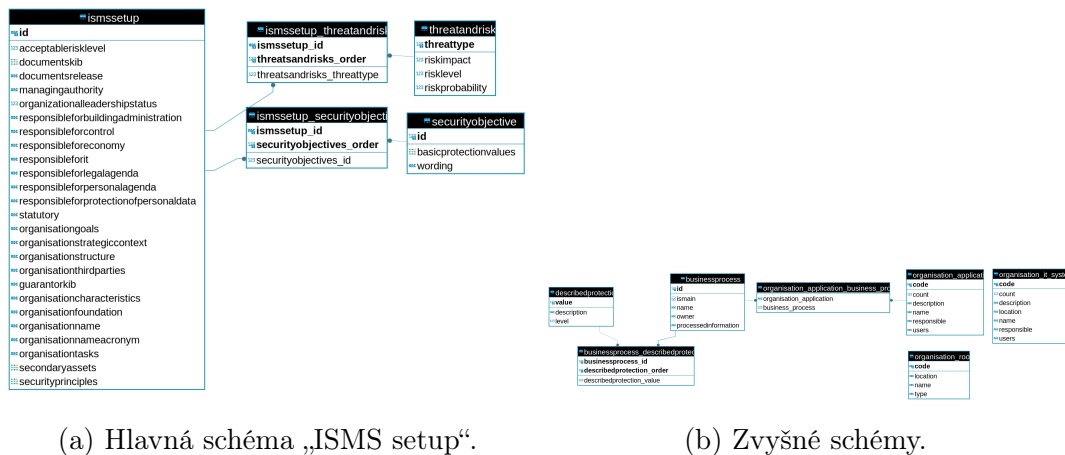 ismssetup
id
acceptablerisklevel
documentskib
documentsrelease
managingauthority
organizationalleadershipstatus
responsibleforbuildingadministration
responsibleforcontrol
responsibleforeconomy
responsibleforit
responsibleforlegalagenda
responsibleforpersonalagenda
responsibleforprotectionofpersonaldata
statutory
organisationgoals
organisationstrategiccontext
organisationstructure
organisationthirdparties
guarantorkib
organisationcharacteristics
organisationfoundation
organisationname
organisationnameacronym
organisationtasks
secondaryassets
securityprinciples
ismssetup_threatandrisk
ismssetup_id
threatsandrisks_order
threatsandrisks_threattype
threatandrisk
threattype
riskimpact
risklevel
riskprobability
ismssetup_securityobjecti
ismssetup_id
securityobjectives_order
securityobjectives_id
securityobjective
id
basicprotectionvalues
wording
(a) Hlavná schéma „ISMS setup“.
describedprotectio
value
description
level
businessprocess
id
ismain
name
owner
processedinformation
businessprocess_describedprotec
businessprocess_id
describedprotection_order
describedprotection_value
organisation_application_business_pro
organisation_application
business_process
organisation_applicati
code
count
description
name
responsible
users
organisation_it_syste
code
count
description
location
name
responsible
users
organisation_roo
code
location
name
type
(b) Zvyšné schémy.